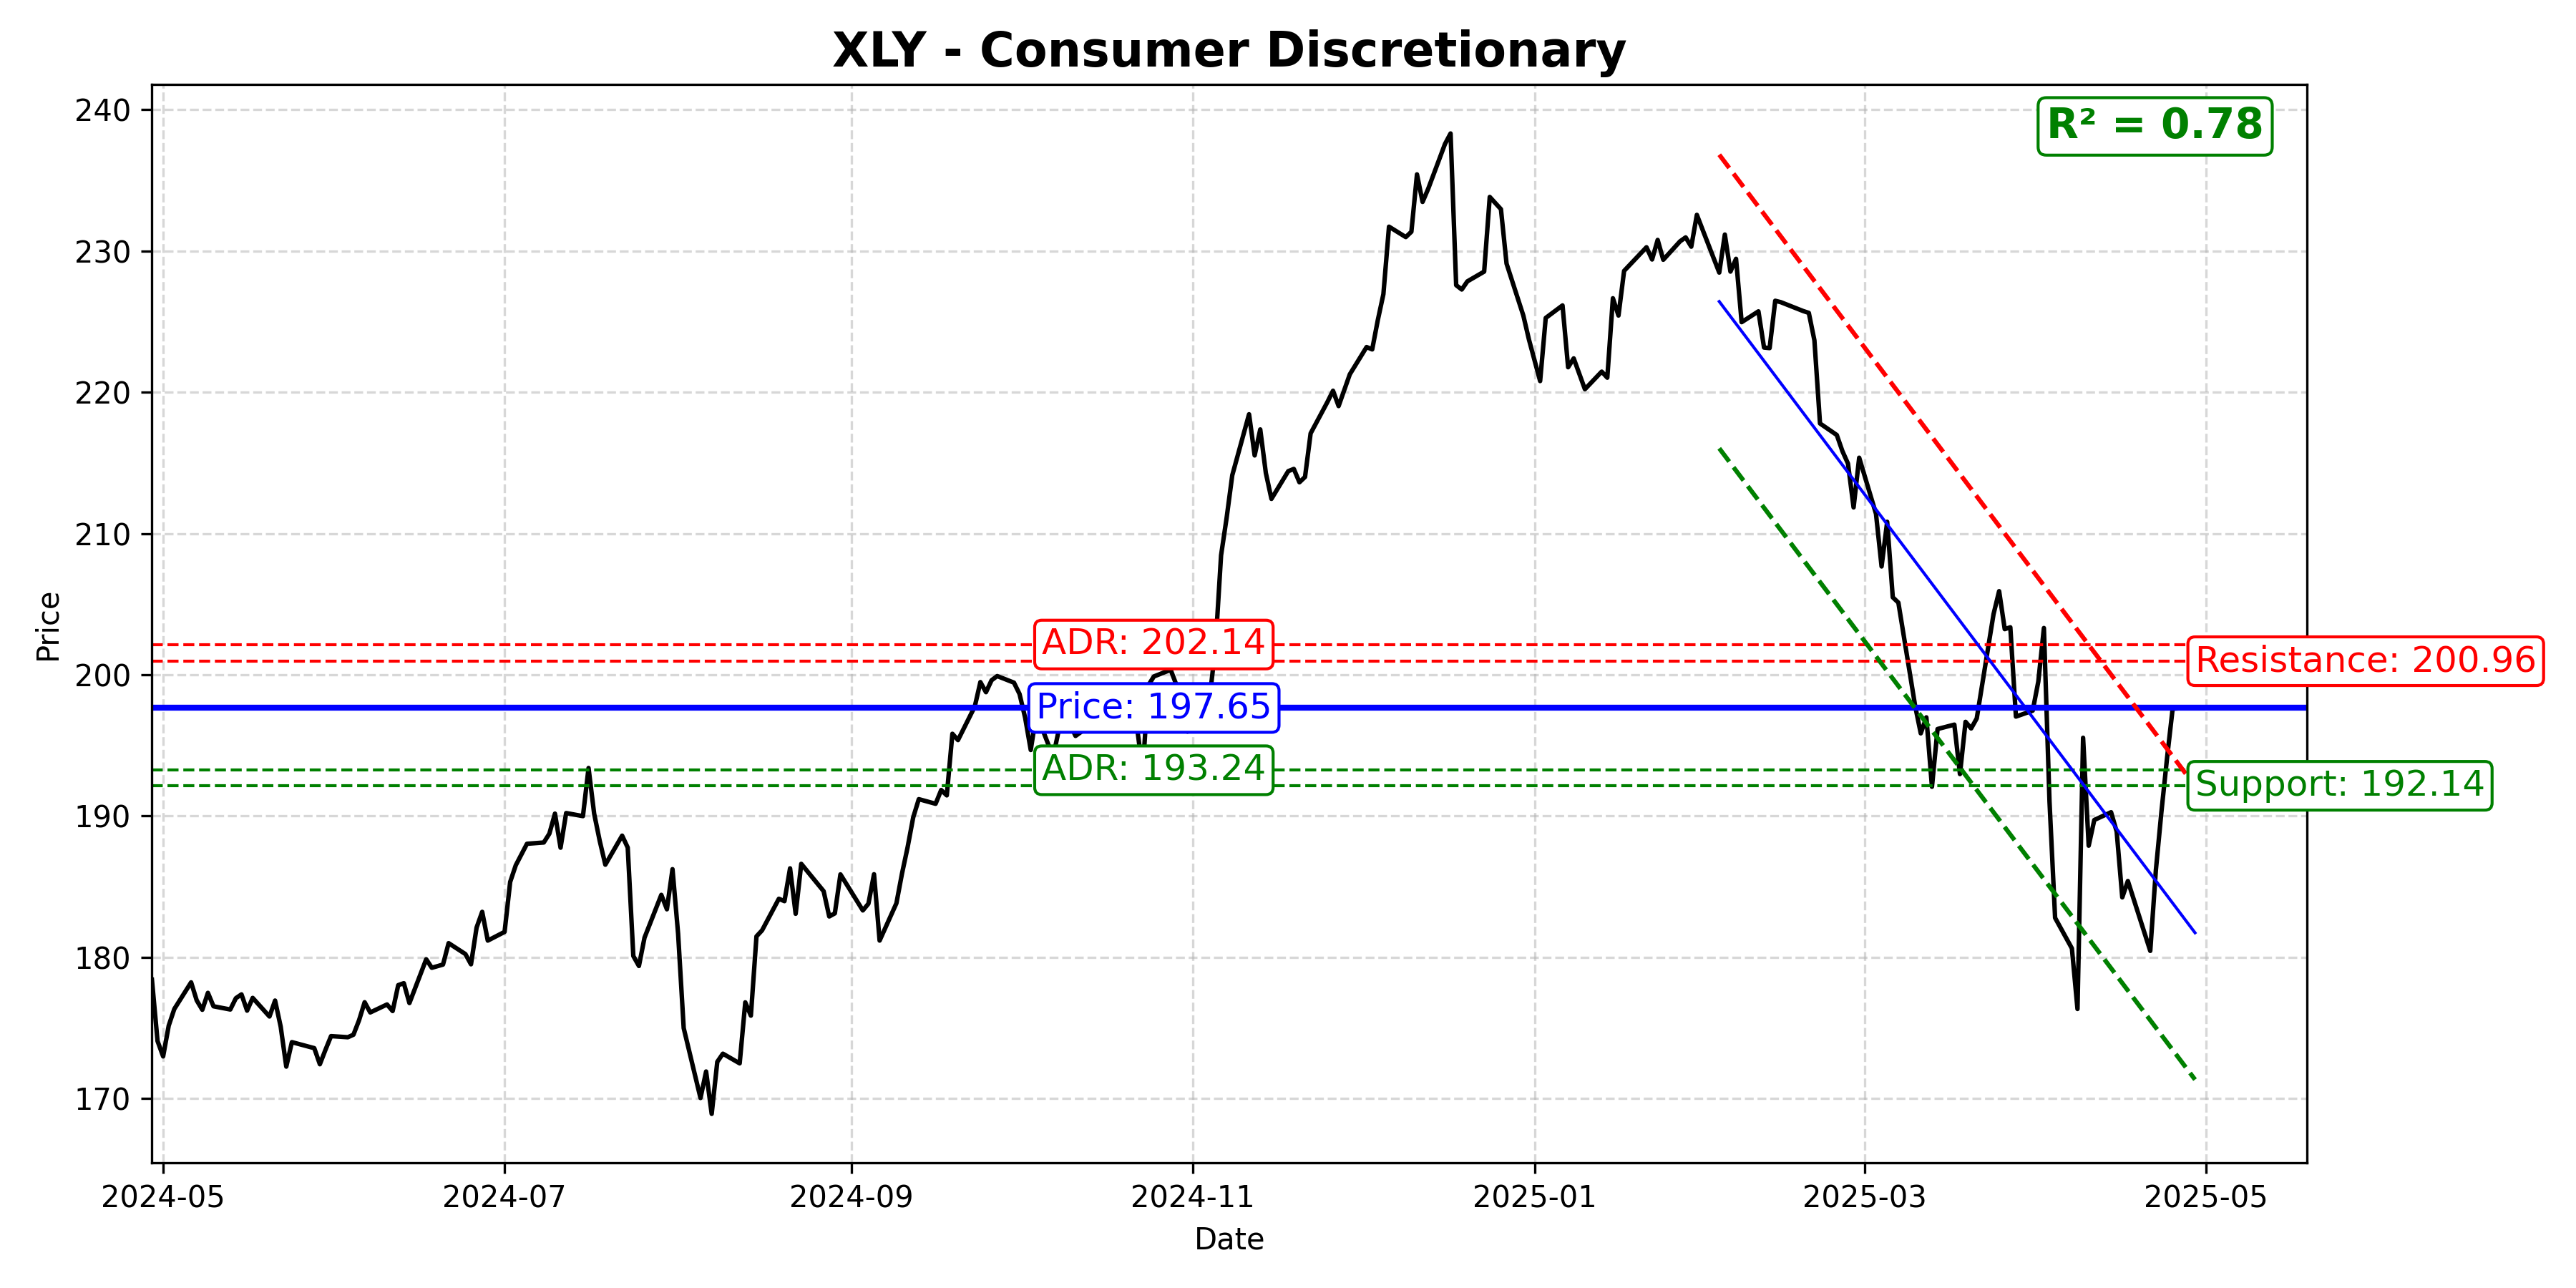 XLY - Consumer Discretionary
R² = 0.78
240
230
220
210
200
190
180
170
Price
ADR: 202.14
Resistance: 200.96
Price: 197.65
ADR: 193.24
Support: 192.14
2024-05
2024-07
2024-09
2024-11
2025-01
2025-03
2025-05
Date